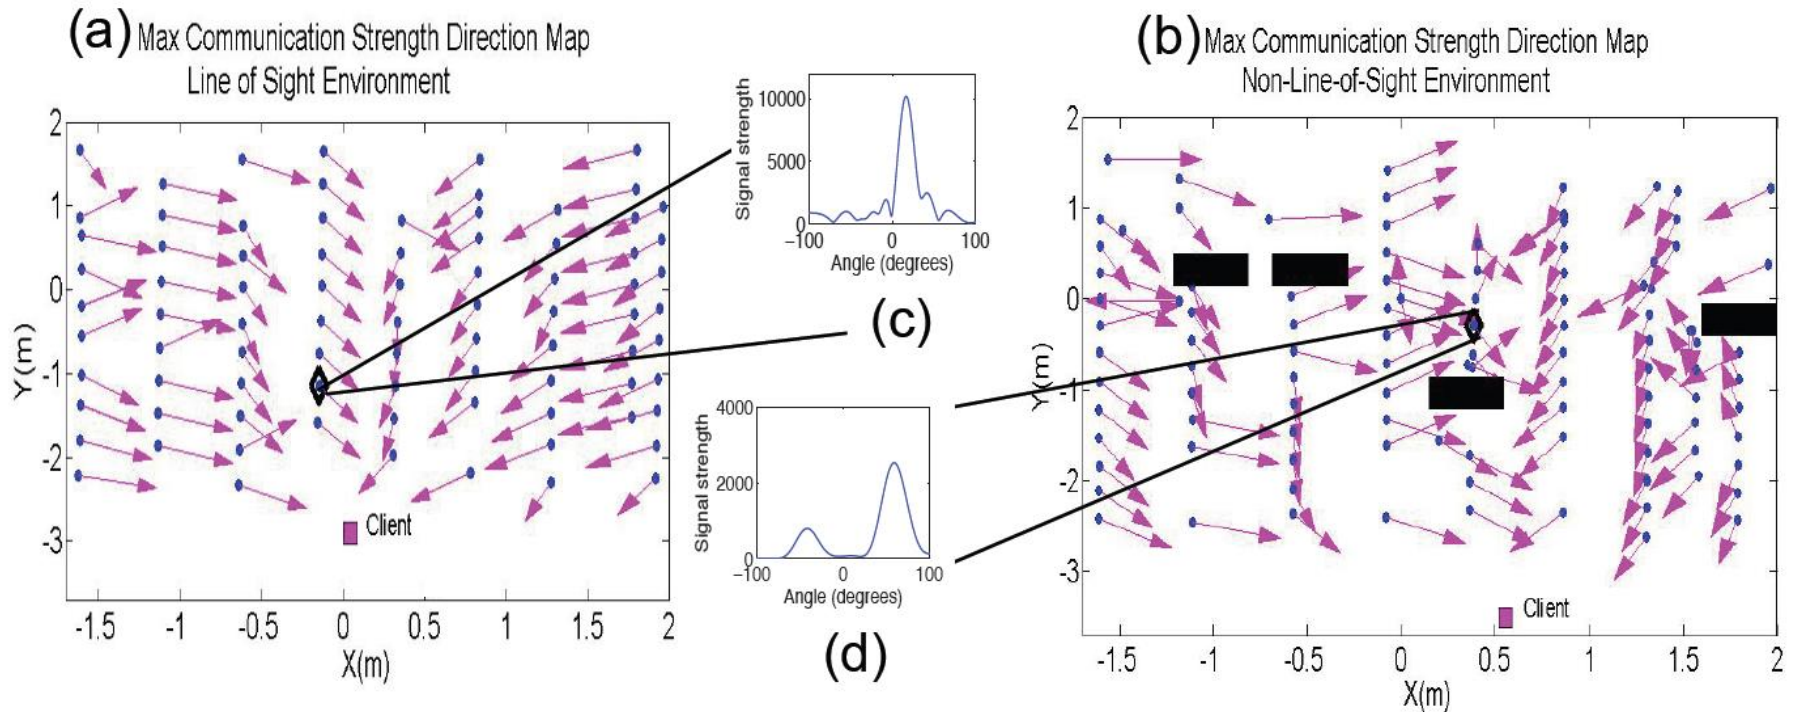 (a) Max Communication Strength Direction Map
Line of Sight Environment
2
1
0
-1
-2
-3
Y(m)
-1.5 -1 -0.5 0 0.5 1 1.5 2
X(m)
Client
Signal strength
10000
5000
0
-100 0 100
Angle (degrees)
(c)
Signal strength
4000
2000
0
-100 0 100
Angle (degrees)
(d)
(b) Max Communication Strength Direction Map
Non-Line-of-Sight Environment
2
1
0
-1
-2
-3
Y(m)
-1.5 -1 -0.5 0 0.5 1 1.5 2
X(m)
Client